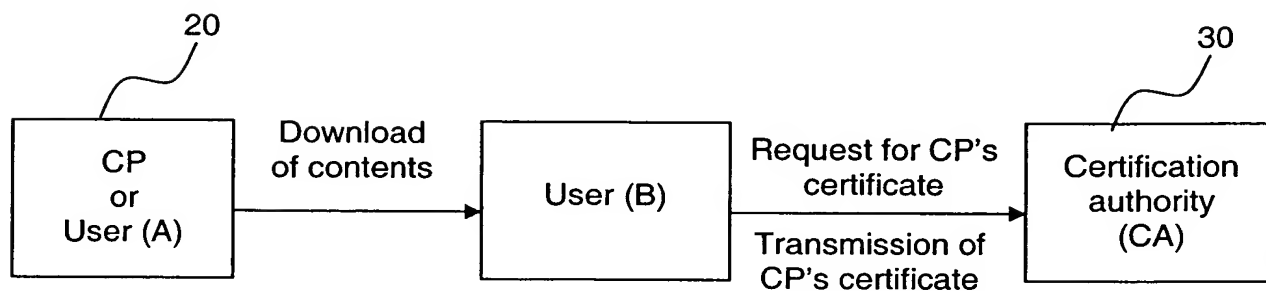 20
30
CP
or
User (A)
Download
of contents
User (B)
Request for CP's
certificate
Transmission of
CP's certificate
Certification
authority
(CA)